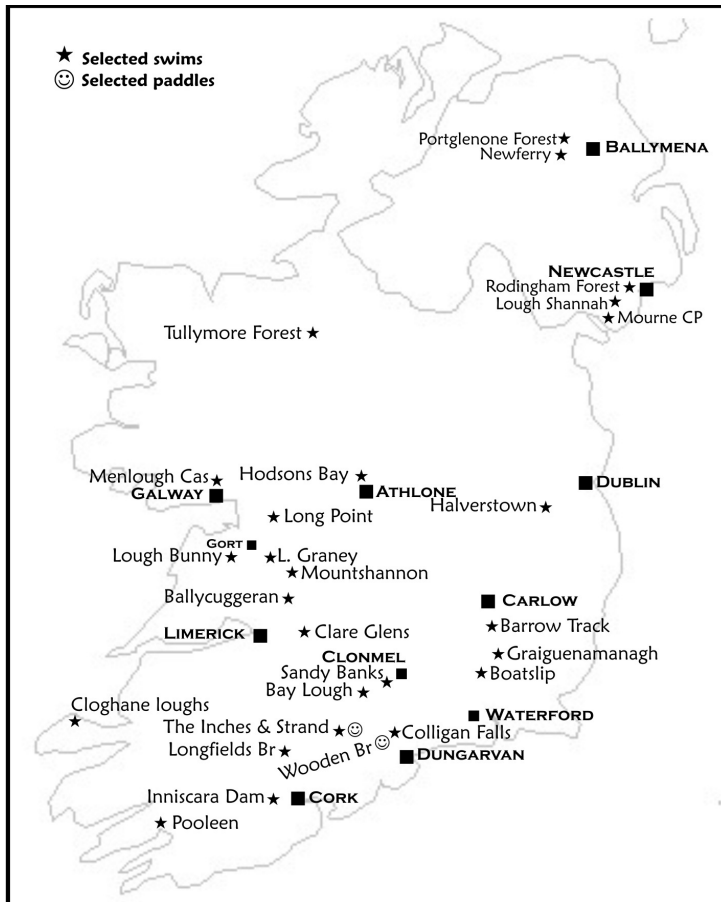 Selected swims
Selected paddles
Portglenone Forest
BALLYMENA
Newferry
NEWCASTLE
Rodingham Forest
Lough Shannah
Mourne CP
Tullymore Forest
Menlough Cas
Hodsons Bay
DUBLIN
GALWAY
ATHLONE
Halverstown
Long Point
GORT
Lough Bunny
L. Graney
Mountshannon
Ballycuggeran
CARLOW
Barrow Track
LIMERICK
Clare Glens
Graiguenamanagh
CLONMEL
Sandy Banks
Boatslip
Bay Lough
Cloghane loughs
WATERFORD
The Inches & Strand
Colligan Falls
Longfields Br
Wooden Br
DUNGARVAN
Inniscara Dam
CORK
Pooleen